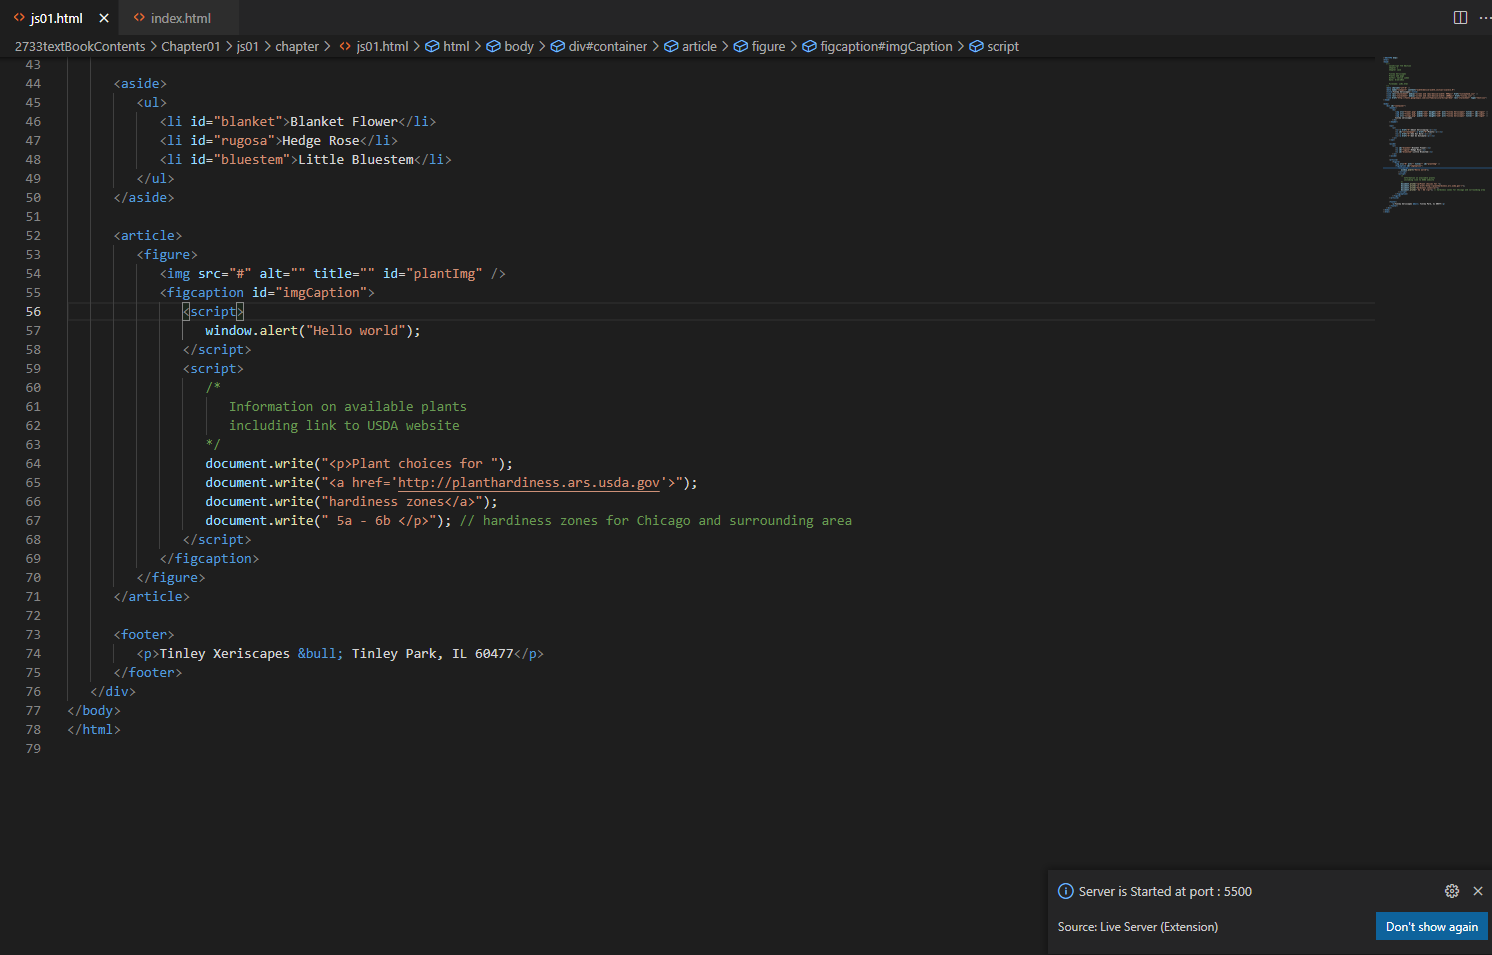 js01.html
index.html
2733textBookContents > Chapter01 > js01 > chapter > js01.html > html > body > div#container > article > figure > figcaption#imgCaption > script
43
44 <aside>
45 <ul>
46 <li id="blanket">Blanket Flower</li>
47 <li id="rugosa">Hedge Rose</li>
48 <li id="bluestem">Little Bluestem</li>
49 </ul>
50 </aside>
51
52 <article>
53 <figure>
54 <img src="#" alt="" title="" id="plantImg" />
55 <figcaption id="imgCaption">
56 <script>
57 window.alert("Hello world");
58 </script>
59 <script>
60 /*
61 Information on available plants
62 including link to USDA website
63 */
64 document.write("<p>Plant choices for ");
65 document.write("<a href='http://planthardiness.ars.usda.gov'>");
66 document.write("hardiness zones</a>");
67 document.write(" 5a - 6b </p>"); // hardiness zones for Chicago and surrounding area
68 </script>
69 </figcaption>
70 </figure>
71 </article>
72
73 <footer>
74 <p>Tinley Xeriscapes &bull; Tinley Park, IL 60477</p>
75 </footer>
76 </div>
77 </body>
78 </html>
79
Server is Started at port : 5500
Source: Live Server (Extension)
Don't show again